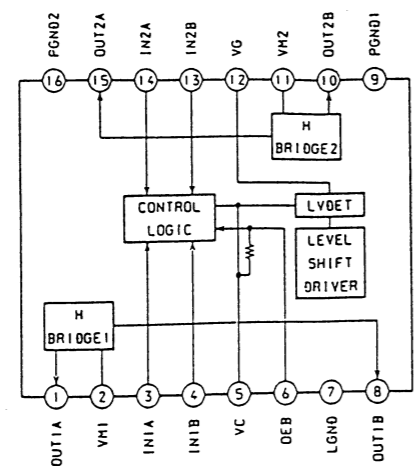 PGND2 OUT2A IN2A IN2B VG VM2 OUT2B PGND1
16 15 14 13 12 11 10 9
H
BRIDGE2
CONTROL
LOGIC
LVDET
LEVEL
SHIFT
DRIVER
H
BRIDGE1
1 2 3 4 5 6 7 8
OUT1A VM1 IN1A IN1B VC OEB LGND OUT1B